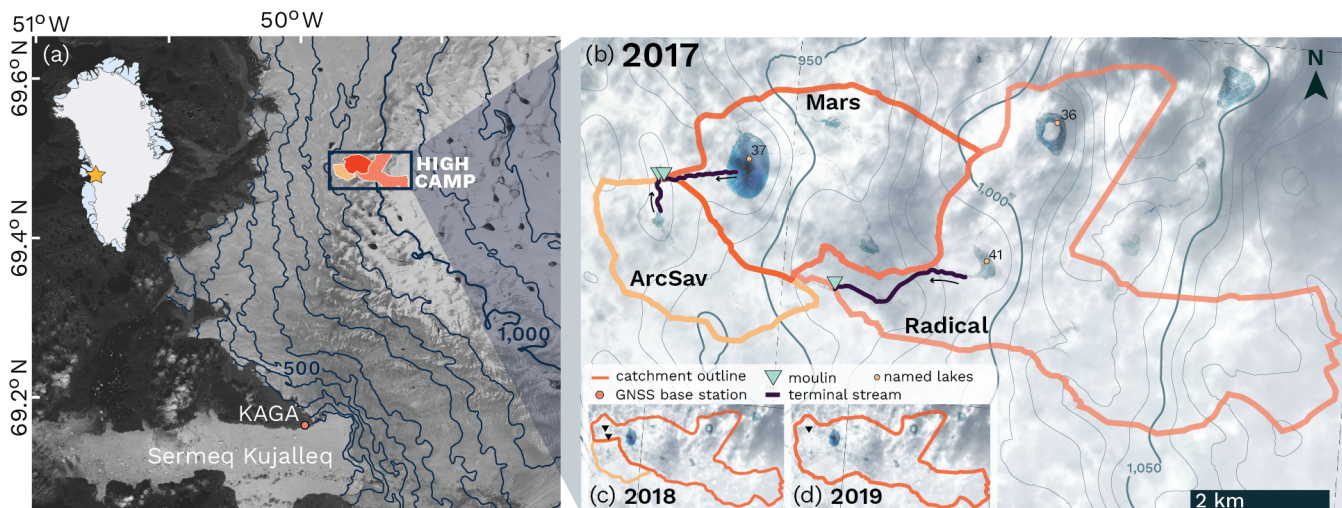 51°W
50°W
69.6°N
69.4°N
69.2°N
(a)
HIGH
CAMP
1,000
500
KAGA
Sermeq Kujalleq
(b) 2017
950
N
Mars
36
37
1,000
41
ArcSav
Radical
1,050
catchment outline
moulin
named lakes
GNSS base station
terminal stream
(c) 2018
(d) 2019
2 km